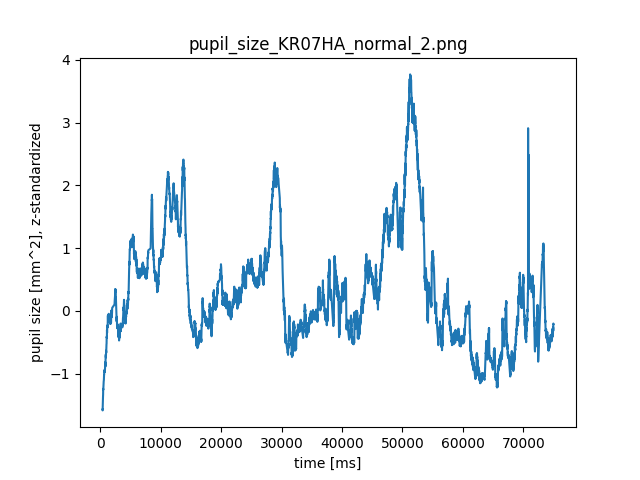 pupil_size_KR07HA_normal_2.png
pupil size [mm^2], z-standardized
4
3
2
1
0
−1
0 10000 20000 30000 40000 50000 60000 70000
time [ms]